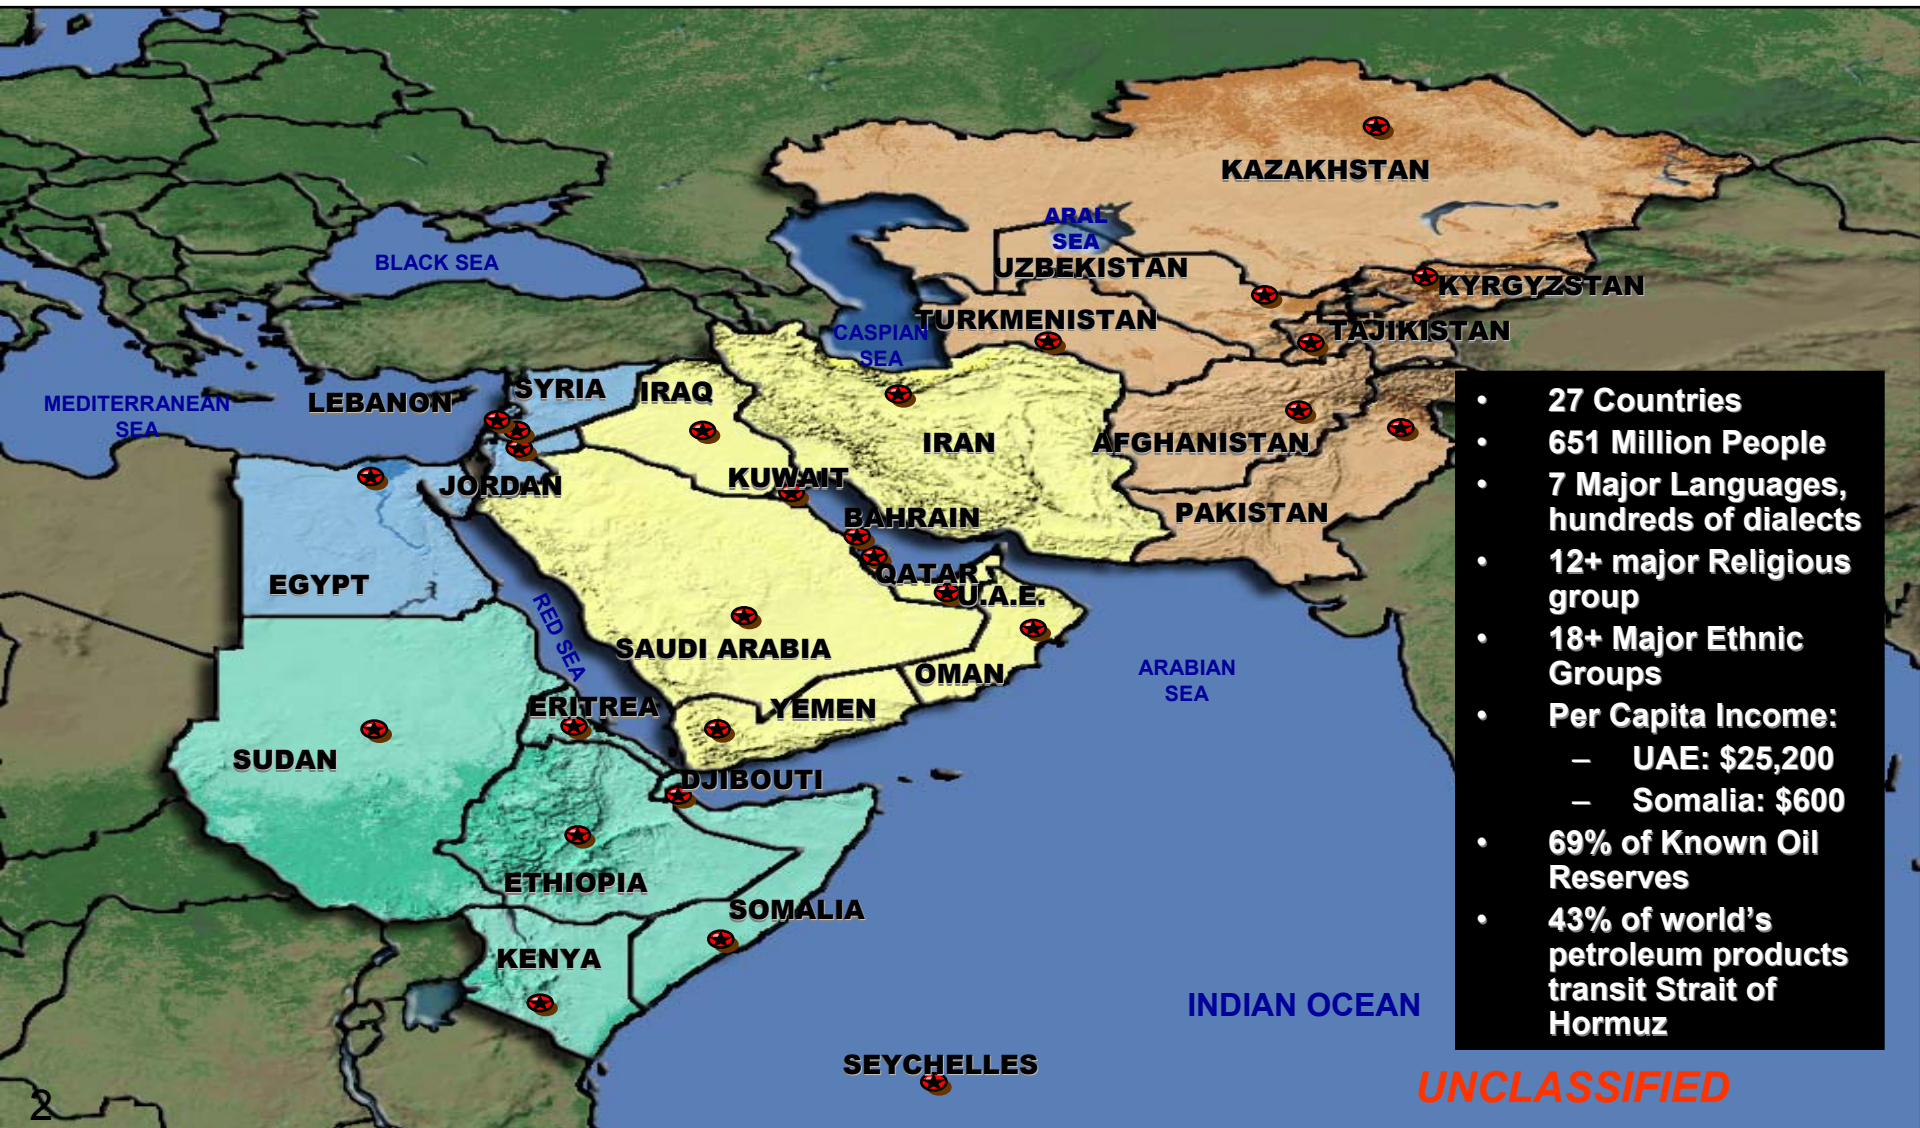 KAZAKHSTAN
ARAL
SEA
BLACK SEA
UZBEKISTAN
KYRGYZSTAN
TURKMENISTAN
TAJIKISTAN
CASPIAN
SEA
SYRIA
IRAQ
LEBANON
MEDITERRANEAN
SEA
IRAN
AFGHANISTAN
JORDAN
KUWAIT
PAKISTAN
BAHRAIN
QATAR
U.A.E.
EGYPT
RED SEA
SAUDI ARABIA
OMAN
ARABIAN
SEA
ERITREA
YEMEN
SUDAN
DJIBOUTI
ETHIOPIA
SOMALIA
KENYA
INDIAN OCEAN
SEYCHELLES
• 27 Countries
• 651 Million People
• 7 Major Languages,
hundreds of dialects
• 12+ major Religious
group
• 18+ Major Ethnic
Groups
• Per Capita Income:
– UAE: $25,200
– Somalia: $600
• 69% of Known Oil
Reserves
• 43% of world’s
petroleum products
transit Strait of
Hormuz
UNCLASSIFIED
2